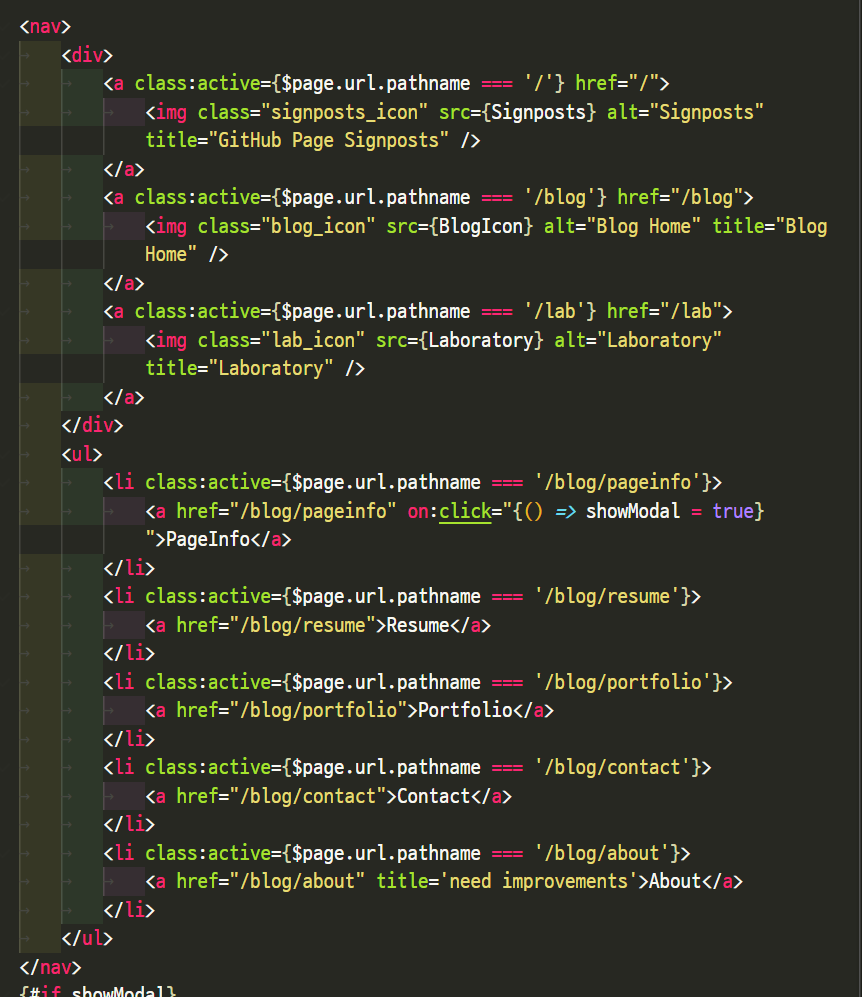 <nav>
<div>
<a class:active={$page.url.pathname === '/'} href="/">
<img class="signposts_icon" src={Signposts} alt="Signposts"
title="GitHub Page Signposts" />
</a>
<a class:active={$page.url.pathname === '/blog'} href="/blog">
<img class="blog_icon" src={BlogIcon} alt="Blog Home" title="Blog
Home" />
</a>
<a class:active={$page.url.pathname === '/lab'} href="/lab">
<img class="lab_icon" src={Laboratory} alt="Laboratory"
title="Laboratory" />
</a>
</div>
<ul>
<li class:active={$page.url.pathname === '/blog/pageinfo'}>
<a href="/blog/pageinfo" on:click="{() => showModal = true}
">PageInfo</a>
</li>
<li class:active={$page.url.pathname === '/blog/resume'}>
<a href="/blog/resume">Resume</a>
</li>
<li class:active={$page.url.pathname === '/blog/portfolio'}>
<a href="/blog/portfolio">Portfolio</a>
</li>
<li class:active={$page.url.pathname === '/blog/contact'}>
<a href="/blog/contact">Contact</a>
</li>
<li class:active={$page.url.pathname === '/blog/about'}>
<a href="/blog/about" title='need improvements'>About</a>
</li>
</ul>
</nav>
{#if showModal}